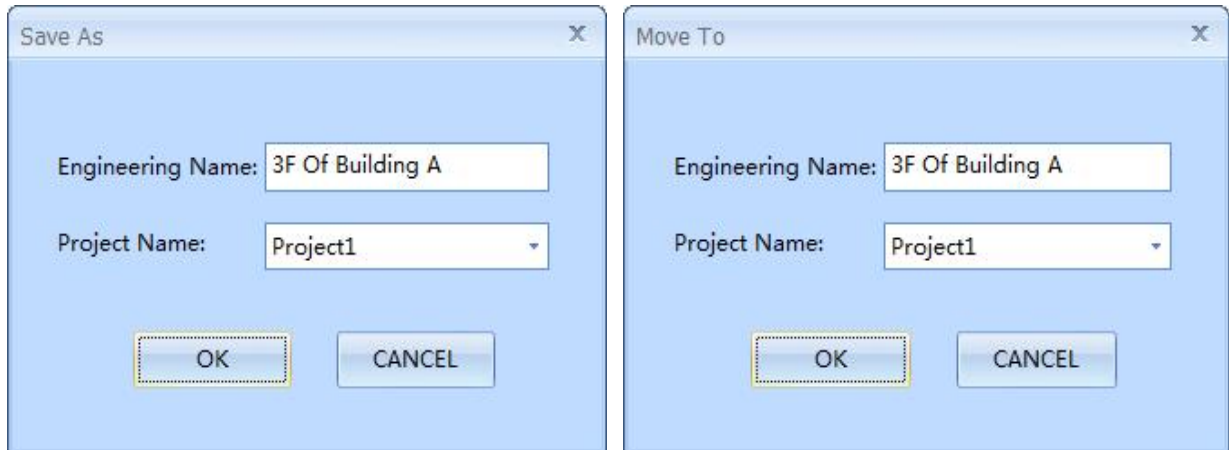 Save As x
Engineering Name: 3F Of Building A
Project Name: Project1
OK CANCEL
Move To x
Engineering Name: 3F Of Building A
Project Name: Project1
OK CANCEL